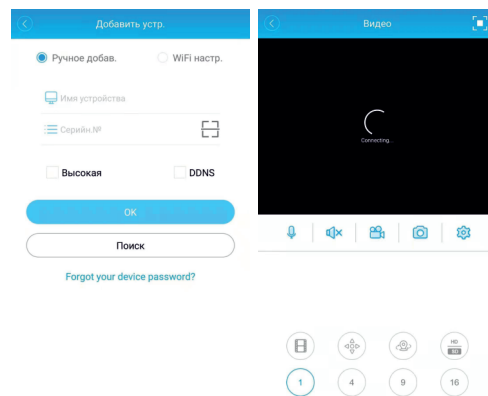 Добавить устр.
Ручное добав.
WiFi настр.
Имя устройства
Серийн.№
Высокая
DDNS
OK
Поиск
Forgot your device password?
Видео
Connecting...
HD
SD
1
4
9
16